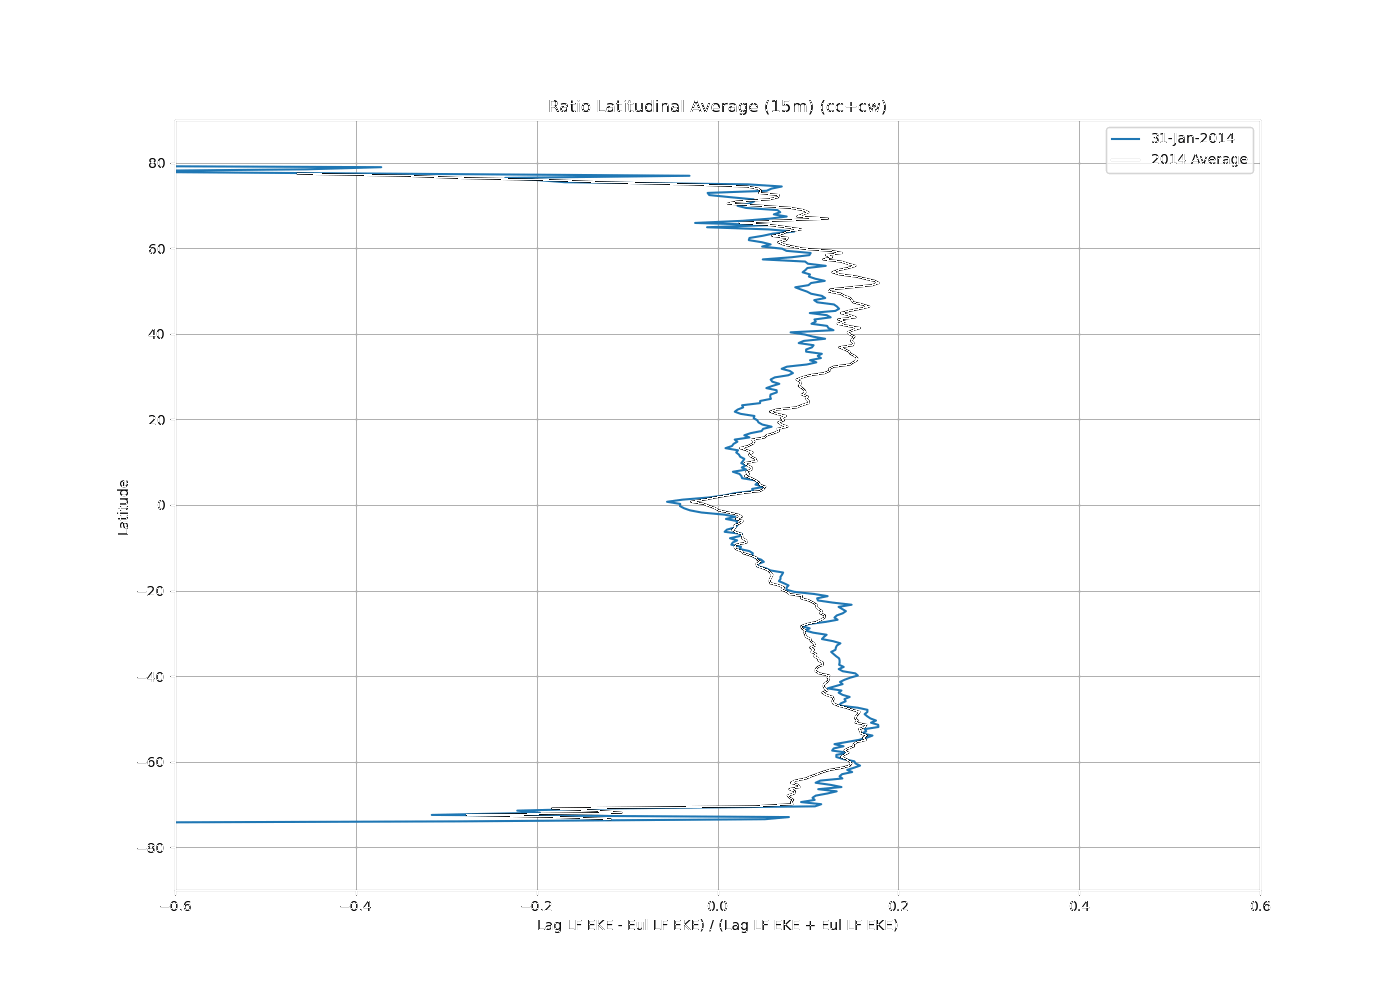 Ratio Latitudinal Average (15m) (cc+cw)
31-Jan-2014
2014 Average
80
60
40
20
0
−20
−40
−60
−80
Latitude
−0.6 −0.4 −0.2 0.0 0.2 0.4 0.6
Lag LF EKE - Eul LF EKE) / (Lag LF EKE + Eul LF EKE)